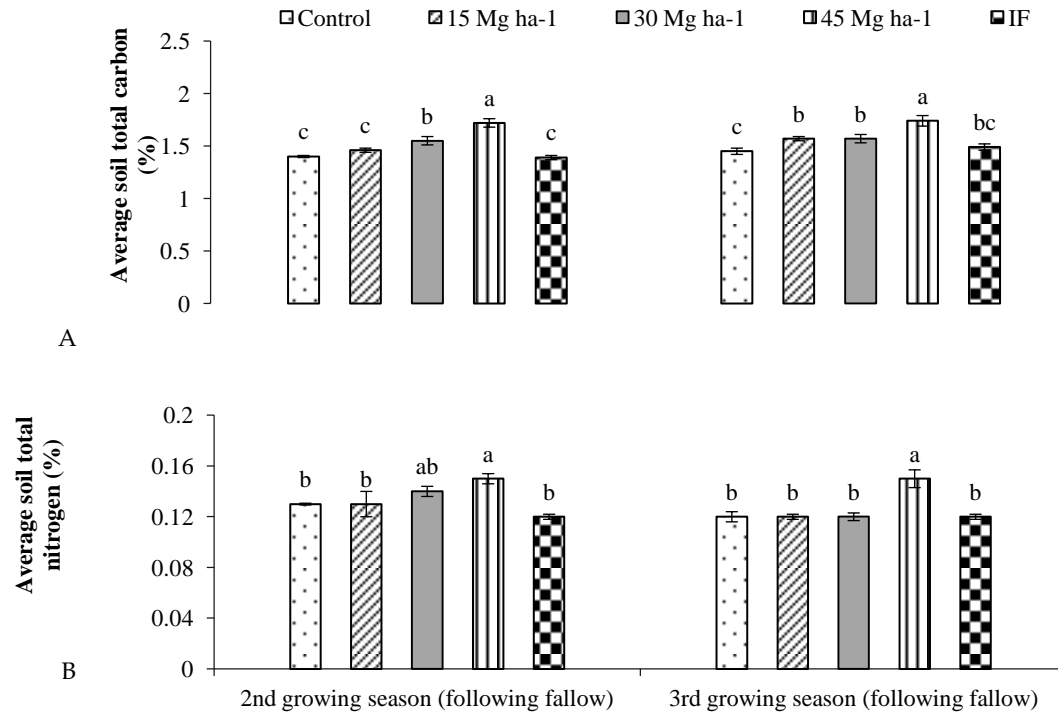 Control 15 Mg ha-1 30 Mg ha-1 45 Mg ha-1 IF
Average soil total carbon
(%)
2.5
2
1.5
1
0.5
0
c c b a c c b b a bc
A
Average soil total
nitrogen (%)
0.2
0.16
0.12
0.08
0.04
0
b b ab a b b b b a b
B
2nd growing season (following fallow) 3rd growing season (following fallow)